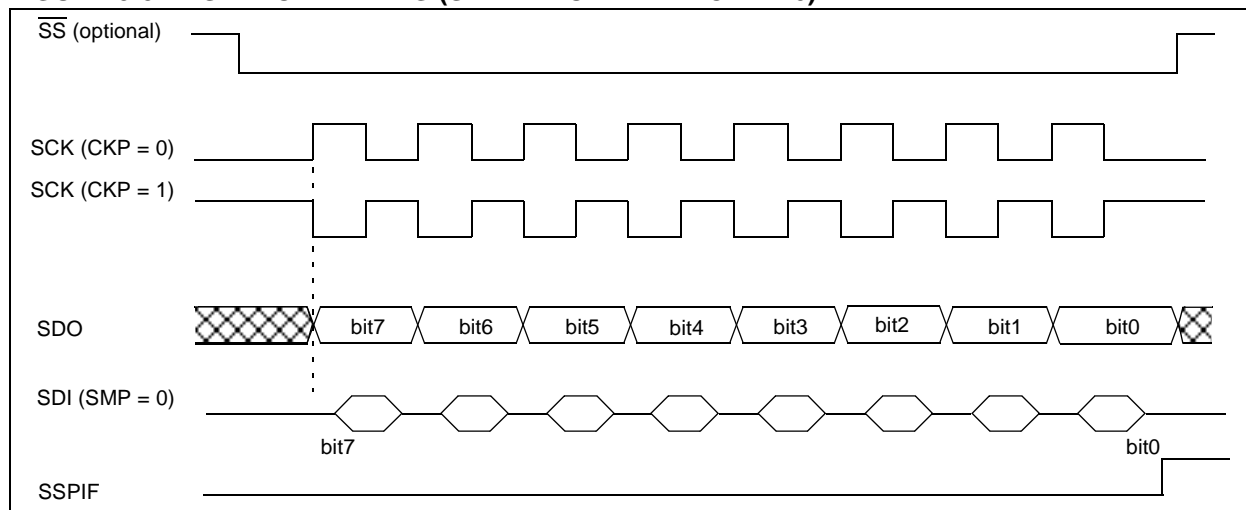 SS (optional)
SCK (CKP = 0)
SCK (CKP = 1)
SDO bit7 bit6 bit5 bit4 bit3 bit2 bit1 bit0
SDI (SMP = 0)
bit7 bit0
SSPIF